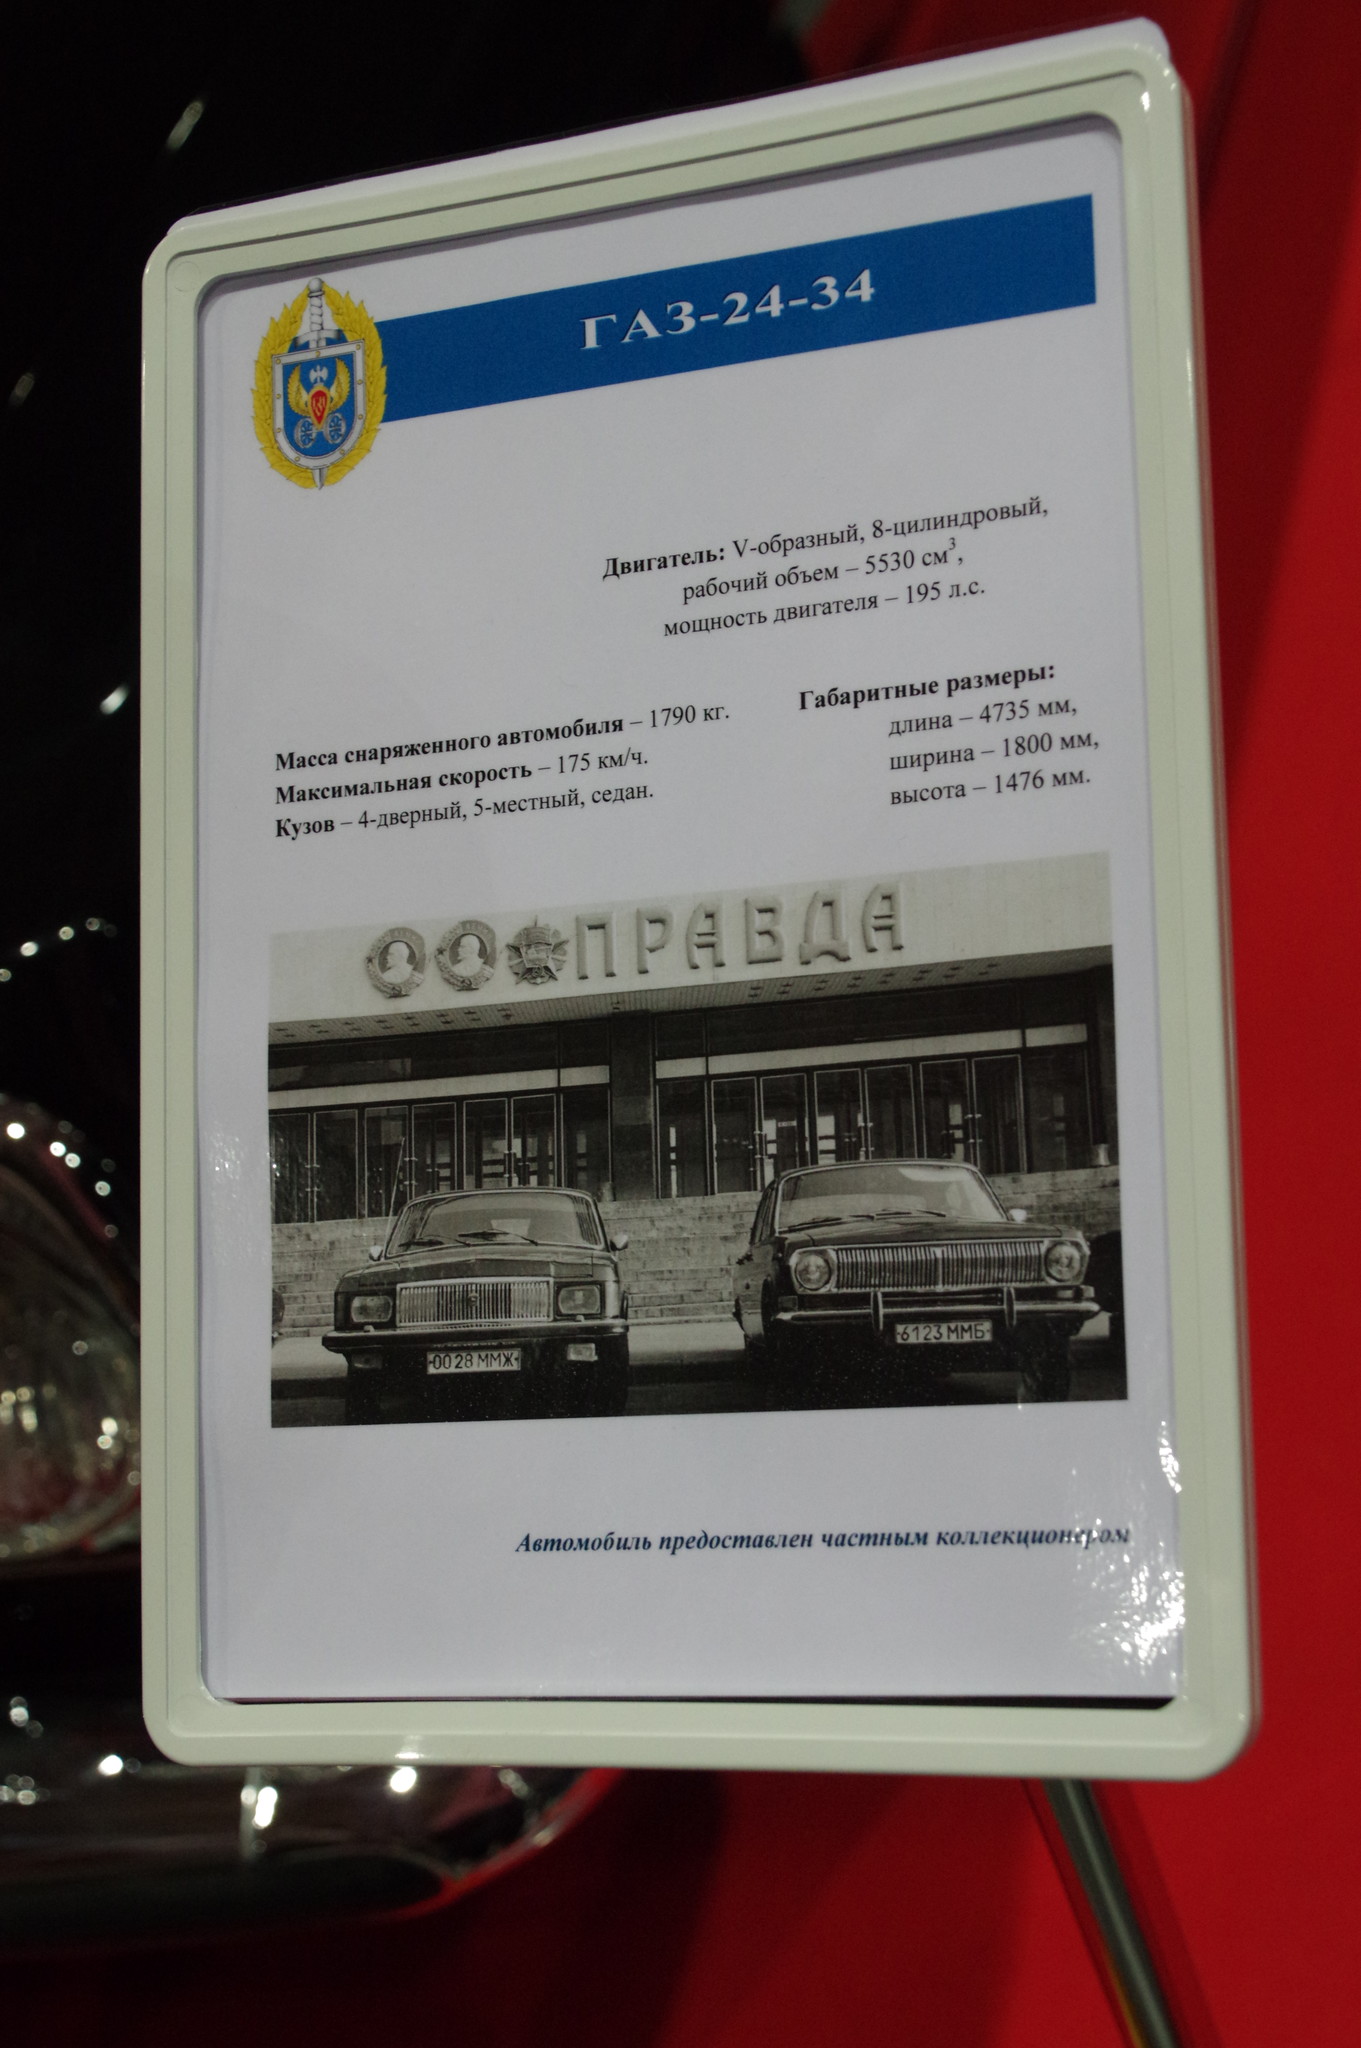 ГАЗ-24-34
Двигатель: V-образный, 8-цилиндровый,
рабочий объем – 5530 см³,
мощность двигателя – 195 л.с.
Масса снаряженного автомобиля – 1790 кг.
Максимальная скорость – 175 км/ч.
Кузов – 4-дверный, 5-местный, седан.
Габаритные размеры:
длина – 4735 мм,
ширина – 1800 мм,
высота – 1476 мм.
ПРАВДА
0028 ММЖ
6123 ММБ
Автомобиль предоставлен частным коллекционером